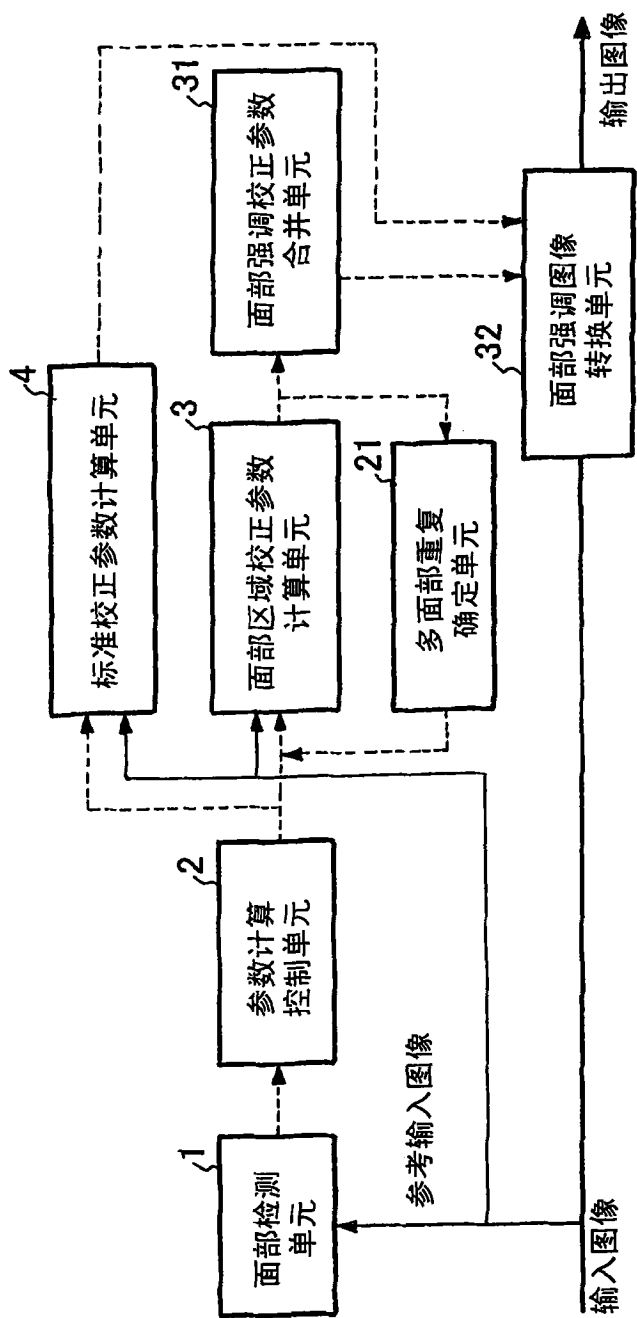 4
标准校正参数计算单元
31
面部强调校正参数
合并单元
3
面部区域校正参数
计算单元
2
参数计算
控制单元
21
多面部重复
确定单元
1
面部检测
单元
参考输入图像
32
面部强调图像
转换单元
输入图像
输出图像